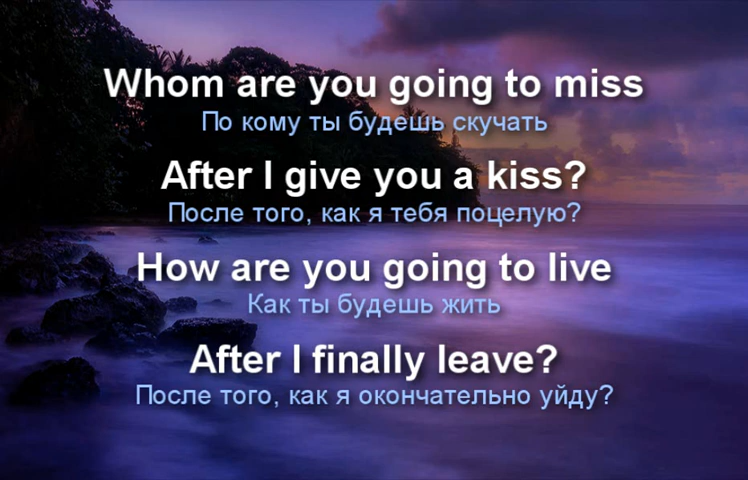 Whom are you going to miss
По кому ты будешь скучать
After I give you a kiss?
После того, как я тебя поцелую?
How are you going to live
Как ты будешь жить
After I finally leave?
После того, как я окончательно уйду?